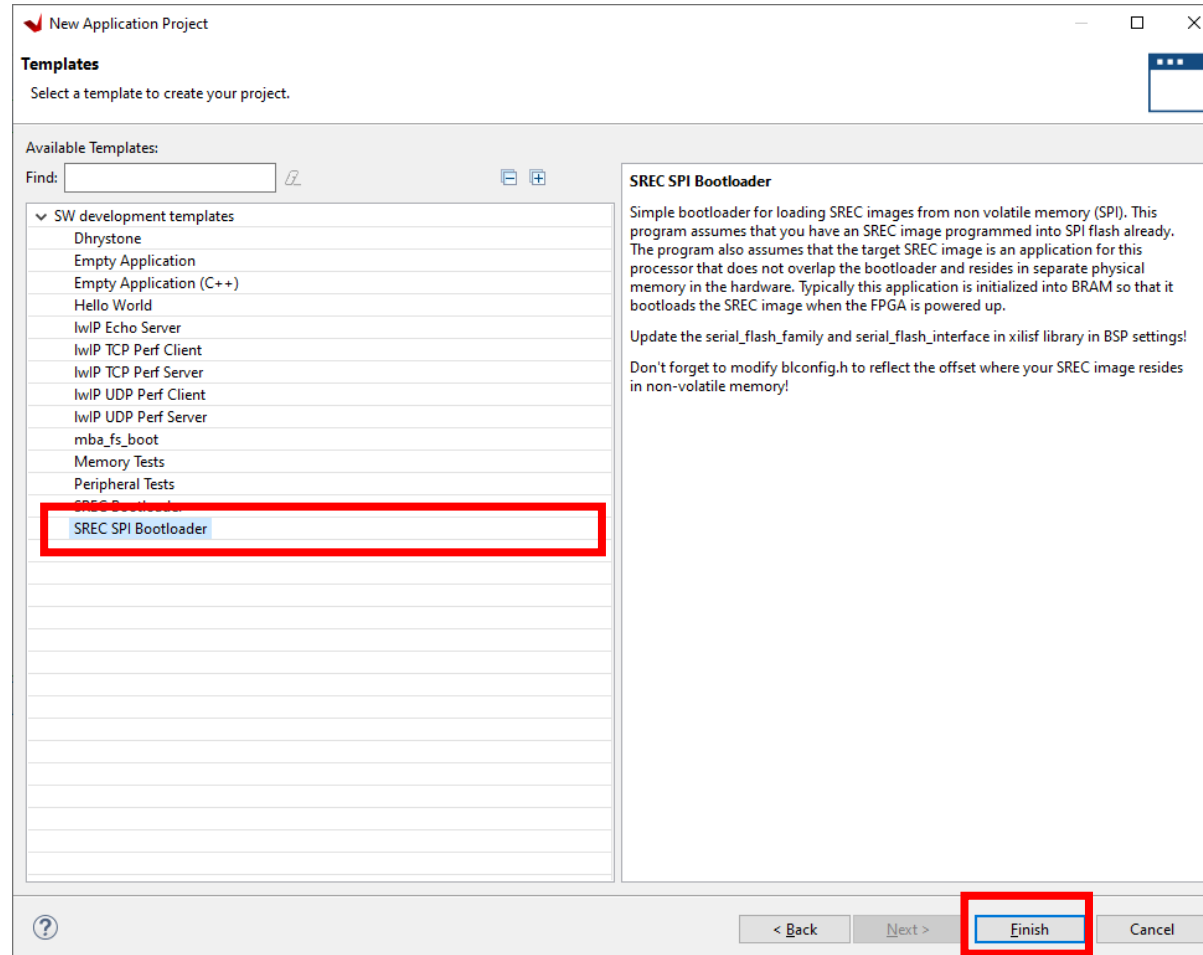 New Application Project
Templates
Select a template to create your project.
Available Templates:
Find:
SW development templates
Dhrystone
Empty Application
Empty Application (C++)
Hello World
lwIP Echo Server
lwIP TCP Perf Client
lwIP TCP Perf Server
lwIP UDP Perf Client
lwIP UDP Perf Server
mba_fs_boot
Memory Tests
Peripheral Tests
SREC Bootloader
SREC SPI Bootloader
SREC SPI Bootloader
Simple bootloader for loading SREC images from non volatile memory (SPI). This
program assumes that you have an SREC image programmed into SPI flash already.
The program also assumes that the target SREC image is an application for this
processor that does not overlap the bootloader and resides in separate physical
memory in the hardware. Typically this application is initialized into BRAM so that it
bootloads the SREC image when the FPGA is powered up.
Update the serial_flash_family and serial_flash_interface in xilisf library in BSP settings!
Don't forget to modify blconfig.h to reflect the offset where your SREC image resides
in non-volatile memory!
?
< Back
Next >
Finish
Cancel